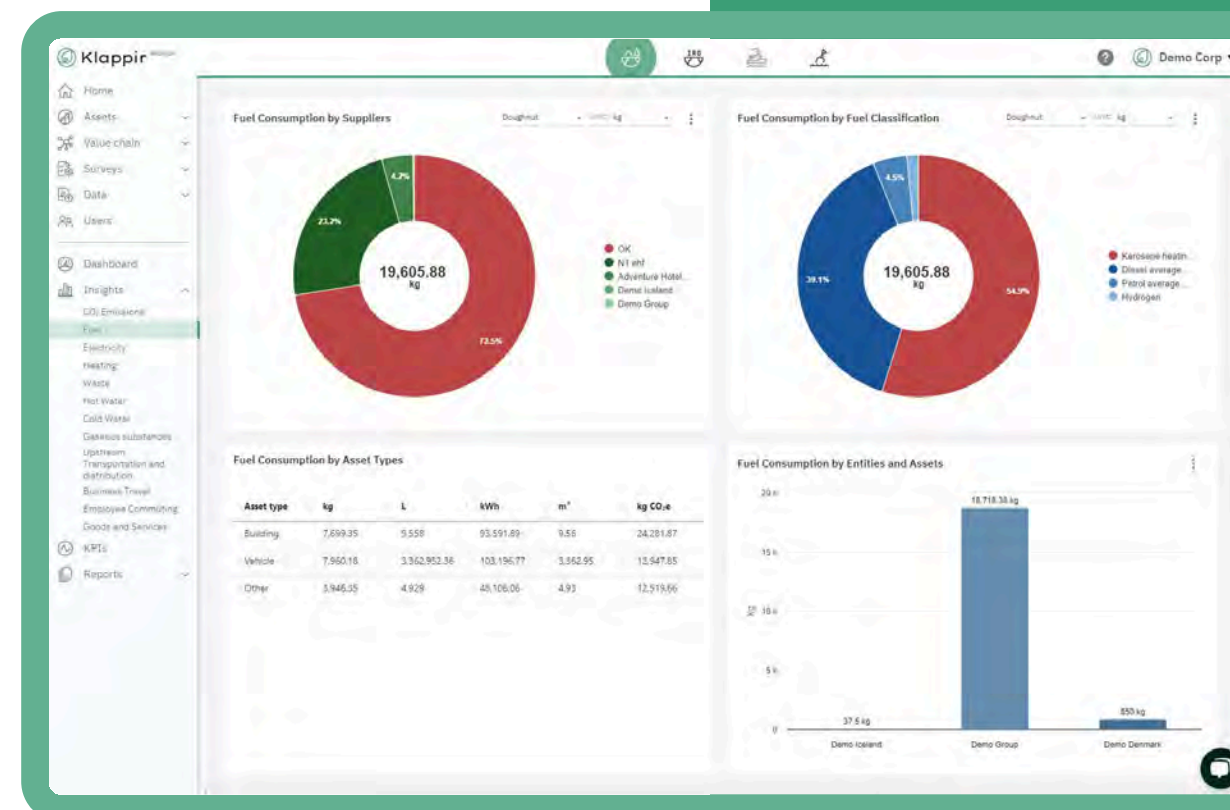 Klappir
Demo Corp
Home
Assets
Value chain
Surveys
Data
Users
Dashboard
Insights
CO₂ Emissions
Fuel
Electricity
Heating
Waste
Hot Water
Cold Water
Gaseous substances
Upstream
Transportation and
distribution
Business Travel
Employee Commuting
Goods and Services
KPIs
Reports
Fuel Consumption by Suppliers
Doughnut kg
4.2%
23.2%
72.5%
19,605.88
kg
OK
N1 ehf
Adventure Hotel...
Demo Iceland
Demo Group
Fuel Consumption by Fuel Classification
Doughnut kg
4.5%
39.1%
54.9%
19,605.88
kg
Karosene heatin...
Diesel average...
Petrol average...
Hydrogen
Fuel Consumption by Asset Types
Asset type kg L kWh m³ kg CO₂e
Building 7,699.35 9,558 93,591.89 9.56 24,281.87
Vehicle 7,960.18 3,362,952.36 103,196.77 3,362.95 13,947.85
Other 3,946.35 4,929 48,106.06 4.93 12,519.66
Fuel Consumption by Entities and Assets
kg
20 k
15 k
10 k
5 k
0
37.5 kg
18,718.38 kg
850 kg
Demo Iceland
Demo Group
Demo Denmark